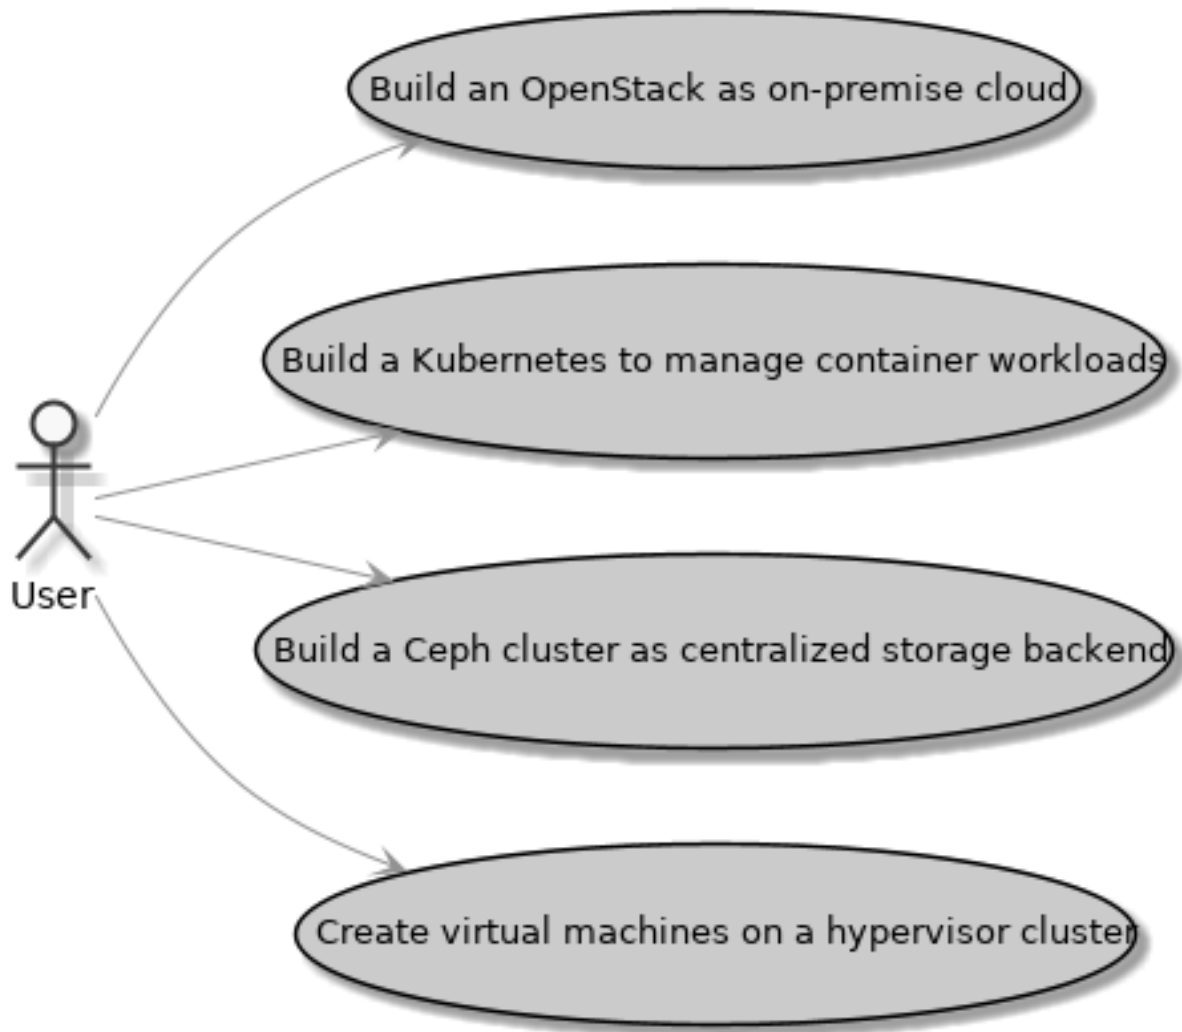 Build an OpenStack as on-premise cloud
Build a Kubernetes to manage container workloads
User
Build a Ceph cluster as centralized storage backend
Create virtual machines on a hypervisor cluster